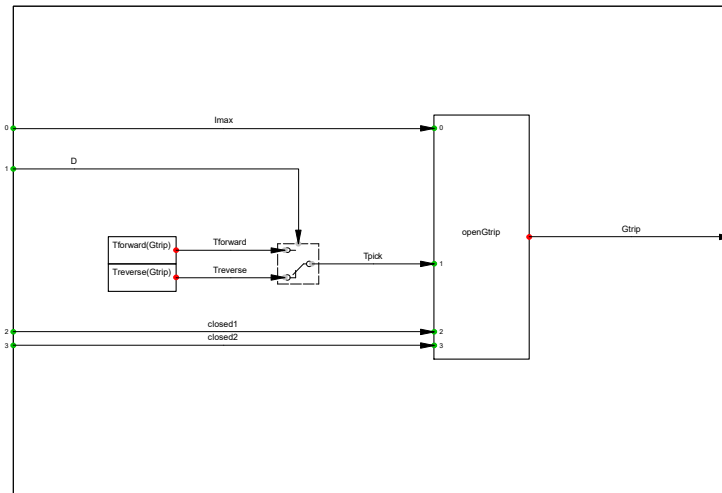 Imax
0
0
D
1
Tforward(Gtrip)
Tforward
openGtrip
Gtrip
Treverse(Gtrip)
Treverse
Tpick
1
closed1
2
2
closed2
3
3